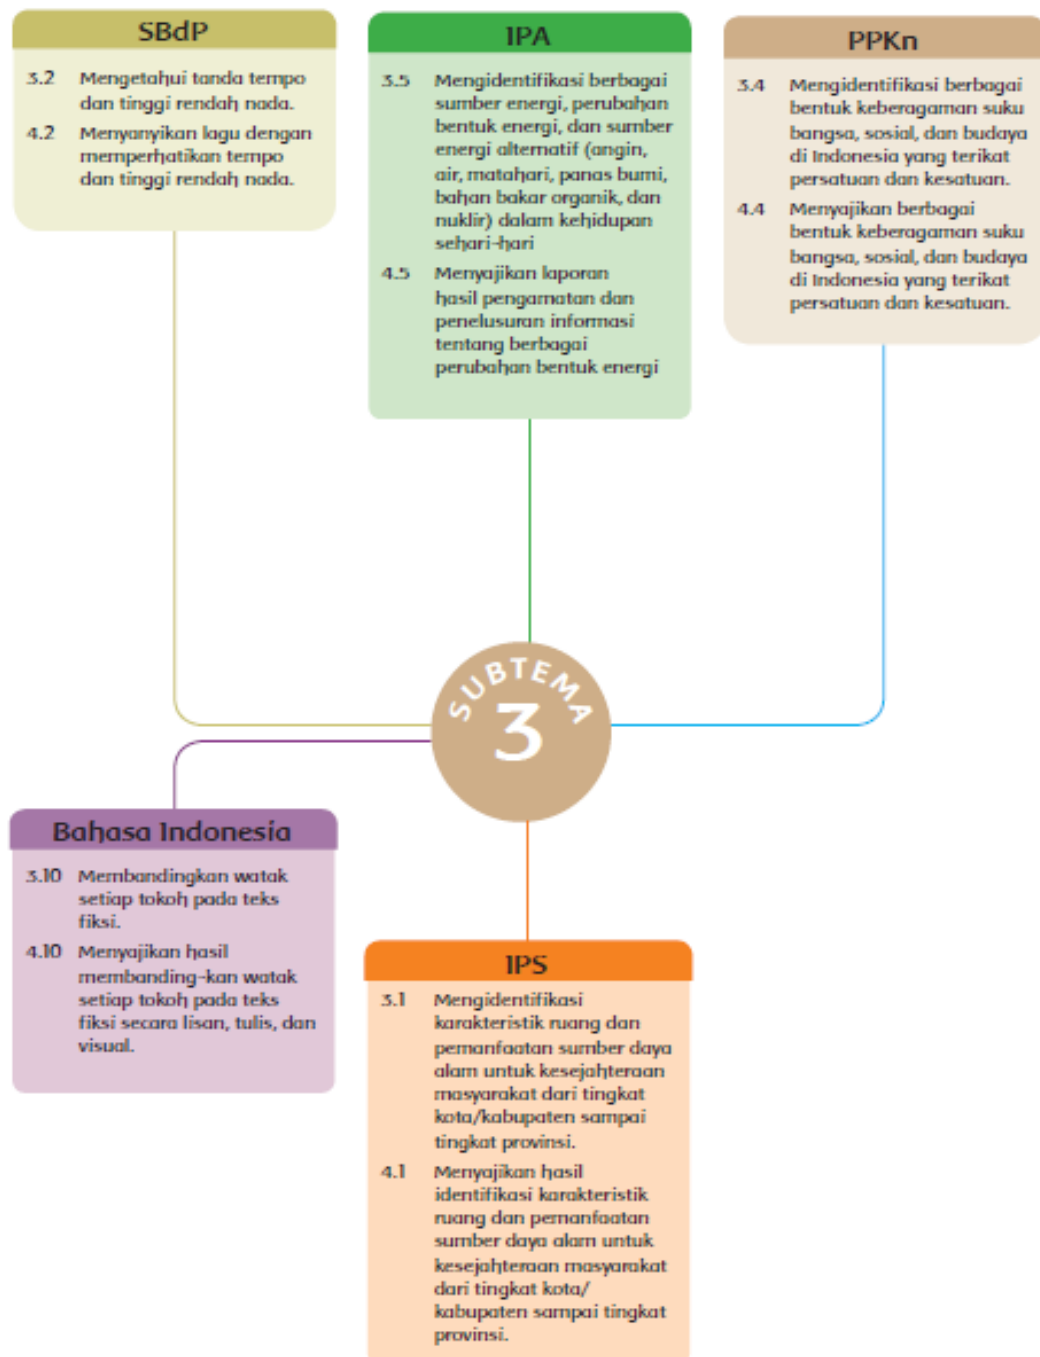 SBdP
3.2 Mengetahui tanda tempo
dan tinggi rendah nada.
4.2 Menyanyikan lagu dengan
memperhatikan tempo
dan tinggi rendah nada.
IPA
3.5 Mengidentifikasi berbagai
sumber energi, perubahan
bentuk energi, dan sumber
energi alternatif (angin,
air, matahari, panas bumi,
bahan bakar organik, dan
nuklir) dalam kehidupan
sehari-hari
4.5 Menyajikan laporan
hasil pengamatan dan
penelusuran informasi
tentang berbagai
perubahan bentuk energi
PPKn
3.4 Mengidentifikasi berbagai
bentuk keberagaman suku
bangsa, sosial, dan budaya
di Indonesia yang terikat
persatuan dan kesatuan.
4.4 Menyajikan berbagai
bentuk keberagaman suku
bangsa, sosial, dan budaya
di Indonesia yang terikat
persatuan dan kesatuan.
SUBTEMA
3
Bahasa Indonesia
3.10 Membandingkan watak
setiap tokoh pada teks
fiksi.
4.10 Menyajikan hasil
membanding-kan watak
setiap tokoh pada teks
fiksi secara lisan, tulis, dan
visual.
IPS
3.1 Mengidentifikasi
karakteristik ruang dan
pemanfaatan sumber daya
alam untuk kesejahteraan
masyarakat dari tingkat
kota/kabupaten sampai
tingkat provinsi.
4.1 Menyajikan hasil
identifikasi karakteristik
ruang dan pemanfaatan
sumber daya alam untuk
kesejahteraan masyarakat
dari tingkat kota/
kabupaten sampai tingkat
provinsi.